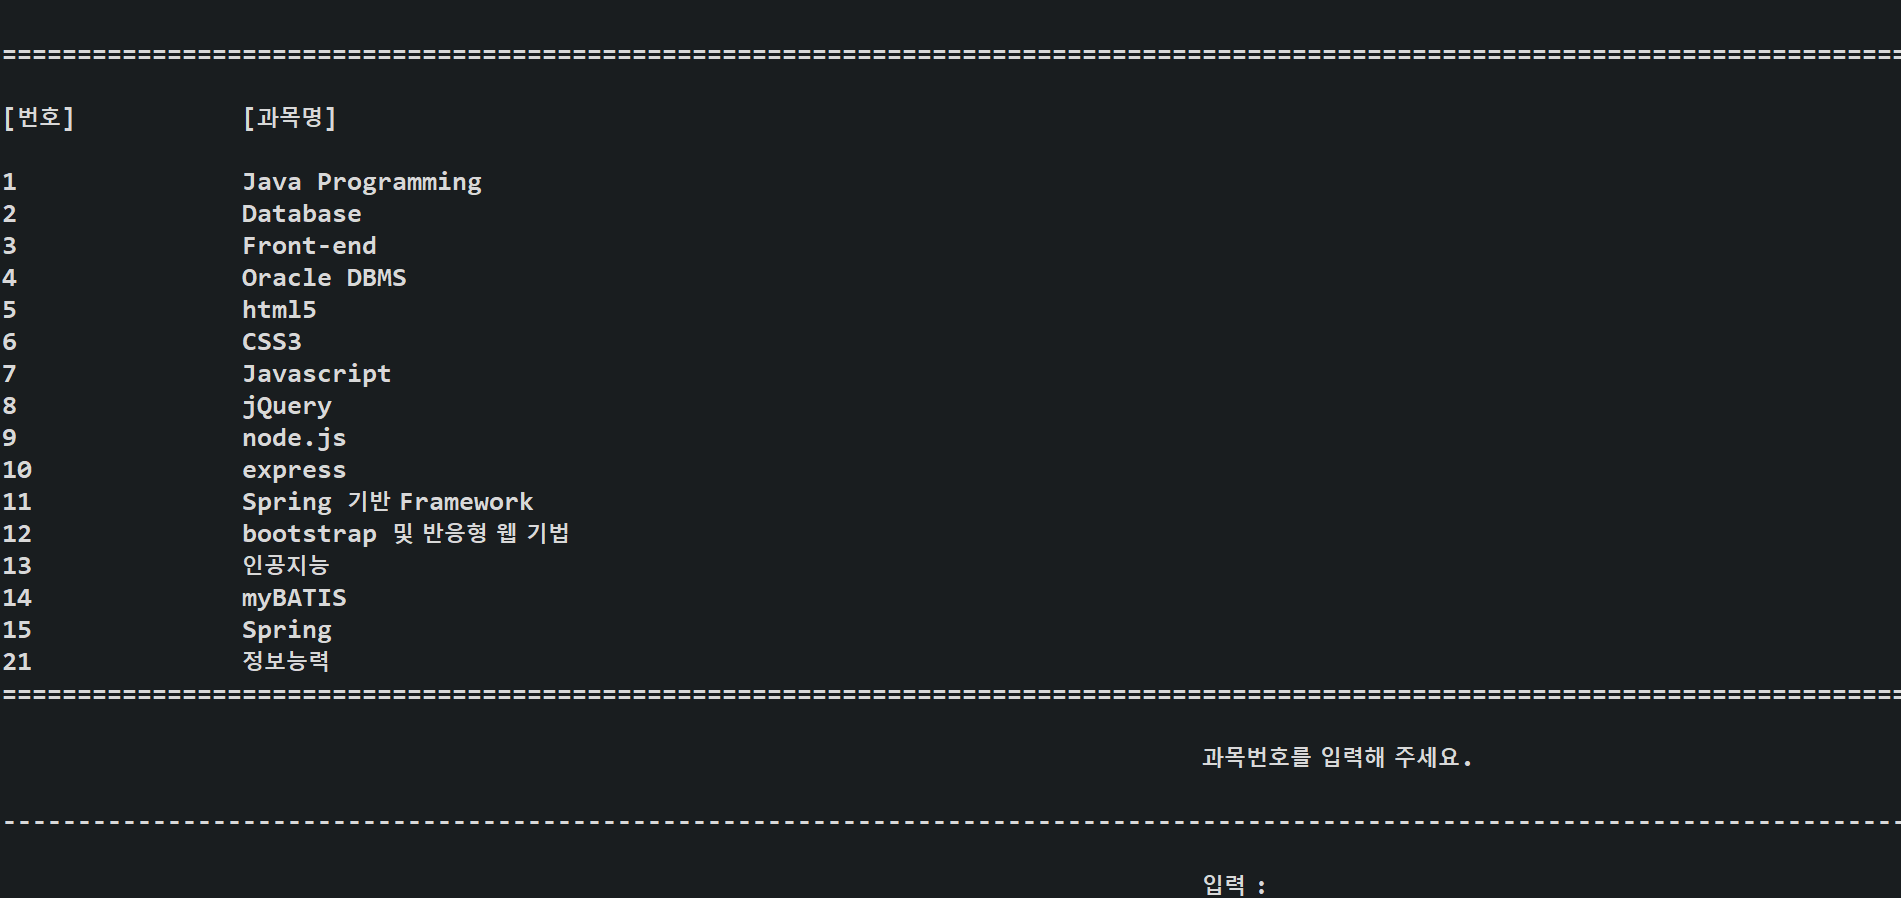 ===============================================================================================================================
[번호]		[과목명]
1		Java Programming
2		Database
3		Front-end
4		Oracle DBMS
5		html5
6		CSS3
7		Javascript
8		jQuery
9		node.js
10		express
11		Spring 기반 Framework
12		bootstrap 및 반응형 웹 기법
13		인공지능
14		myBATIS
15		Spring
21		정보능력
===============================================================================================================================
과목번호를 입력해 주세요.
-------------------------------------------------------------------------------------------------------------------------------
입력 :